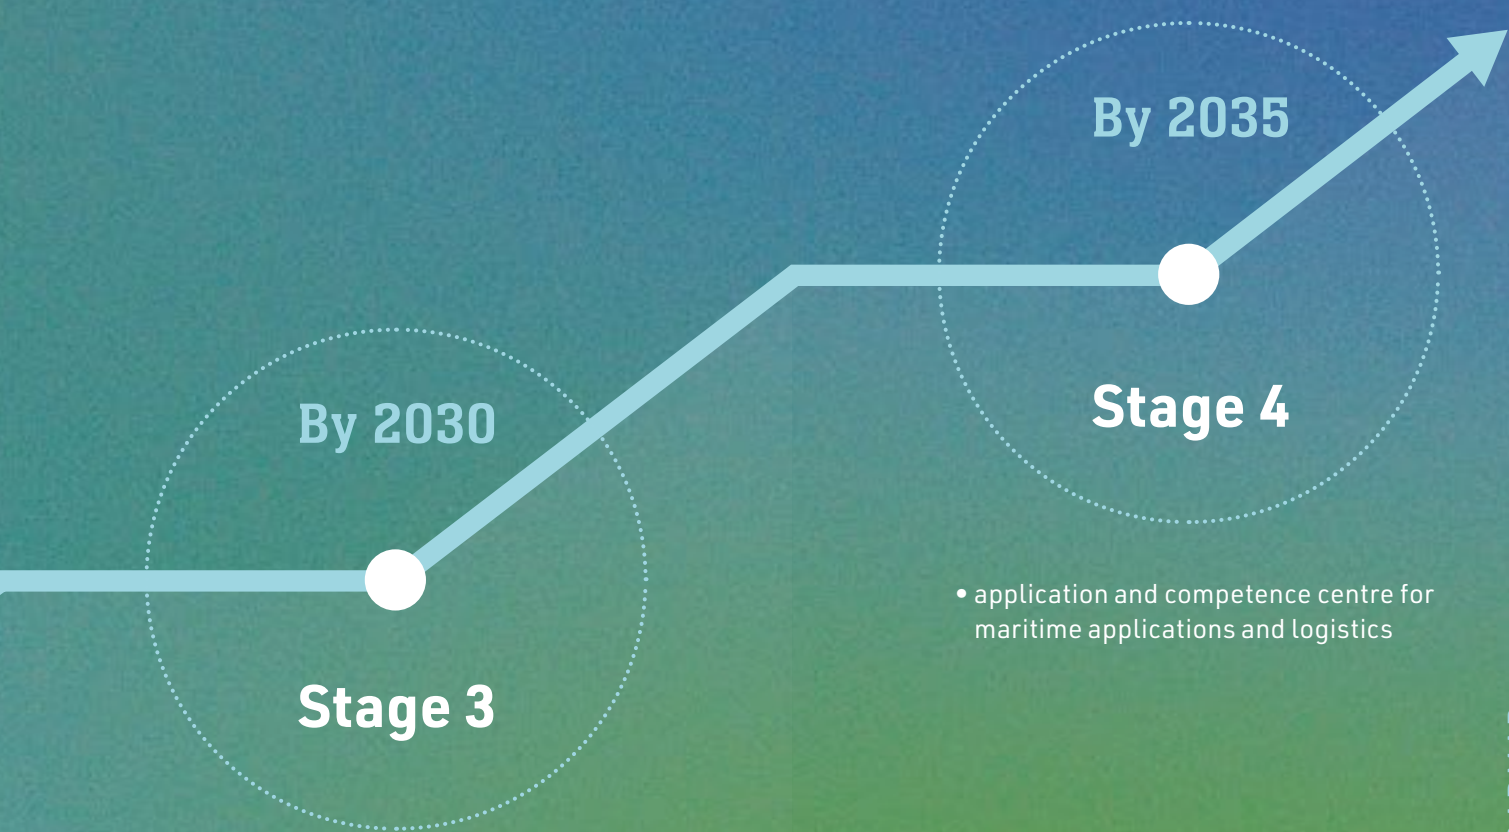 By 2035
Stage 4
By 2030
Stage 3
• application and competence centre for
maritime applications and logistics